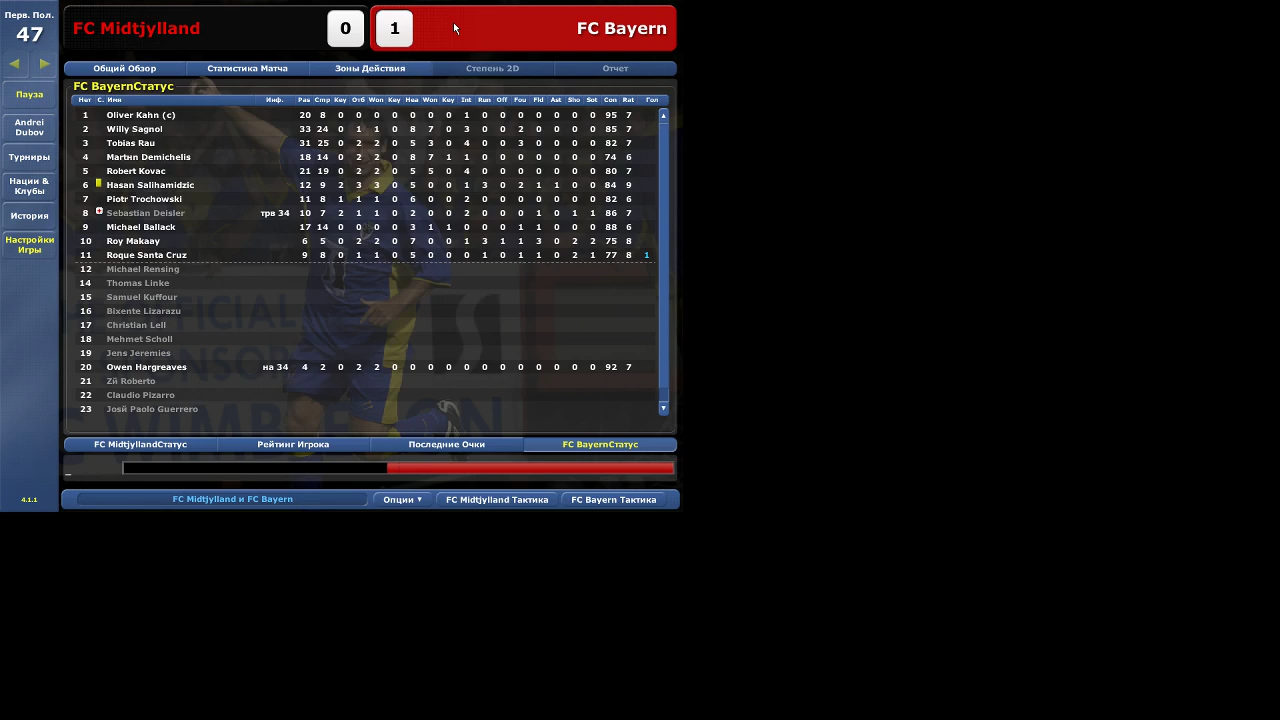 Перв. Пол.
47
FC Midtjylland 0 1 FC Bayern
Общий Обзор Статистика Матча Зоны Действия Степень 2D Отчет
Пауза
Andrei
Dubov
Турниры
Нации &
Клубы
История
Настройки
Игры
4.1.1
FC BayernСтатус
Нет С. Имя Инф. Pas Cmp Key Отб Won Key Hea Won Key Int Run Off Fou Fld Ast Sho Sot Con Rat Гол
1 Oliver Kahn (c) 20 8 0 0 0 0 0 0 0 1 0 0 0 0 0 0 0 95 7
2 Willy Sagnol 33 24 0 1 1 0 8 7 0 3 0 0 2 0 0 0 0 85 7
3 Tobias Rau 31 25 0 2 2 0 5 3 0 4 0 0 3 0 0 0 0 82 7
4 Martнn Demichelis 18 14 0 2 2 0 8 7 1 1 0 0 0 0 0 0 0 74 6
5 Robert Kovac 21 19 0 2 2 0 5 5 0 4 0 0 0 0 0 0 0 80 7
6 Hasan Salihamidzic 12 9 2 3 3 0 5 0 0 1 3 0 2 1 1 0 0 84 9
7 Piotr Trochowski 11 8 1 1 1 0 6 0 0 2 0 0 0 0 0 0 0 82 6
8 Sebastian Deisler трв 34 10 7 2 1 1 0 2 0 0 2 0 0 0 1 0 1 1 86 7
9 Michael Ballack 17 14 0 0 0 0 3 1 1 0 0 0 1 1 0 0 0 88 6
10 Roy Makaay 6 5 0 2 2 0 7 0 0 1 3 1 1 3 0 2 2 75 8
11 Roque Santa Cruz 9 8 0 1 1 0 5 0 0 0 1 0 1 1 0 2 1 77 8 1
12 Michael Rensing
14 Thomas Linke
15 Samuel Kuffour
16 Bixente Lizarazu
17 Christian Lell
18 Mehmet Scholl
19 Jens Jeremies
20 Owen Hargreaves на 34 4 2 0 2 2 0 0 0 0 0 0 0 0 0 0 0 0 92 7
21 Zй Roberto
22 Claudio Pizarro
23 Josй Paolo Guerrero
FC MidtjyllandСтатус Рейтинг Игрока Последние Очки FC BayernСтатус
FC Midtjylland и FC Bayern Опции FC Midtjylland Тактика FC Bayern Тактика